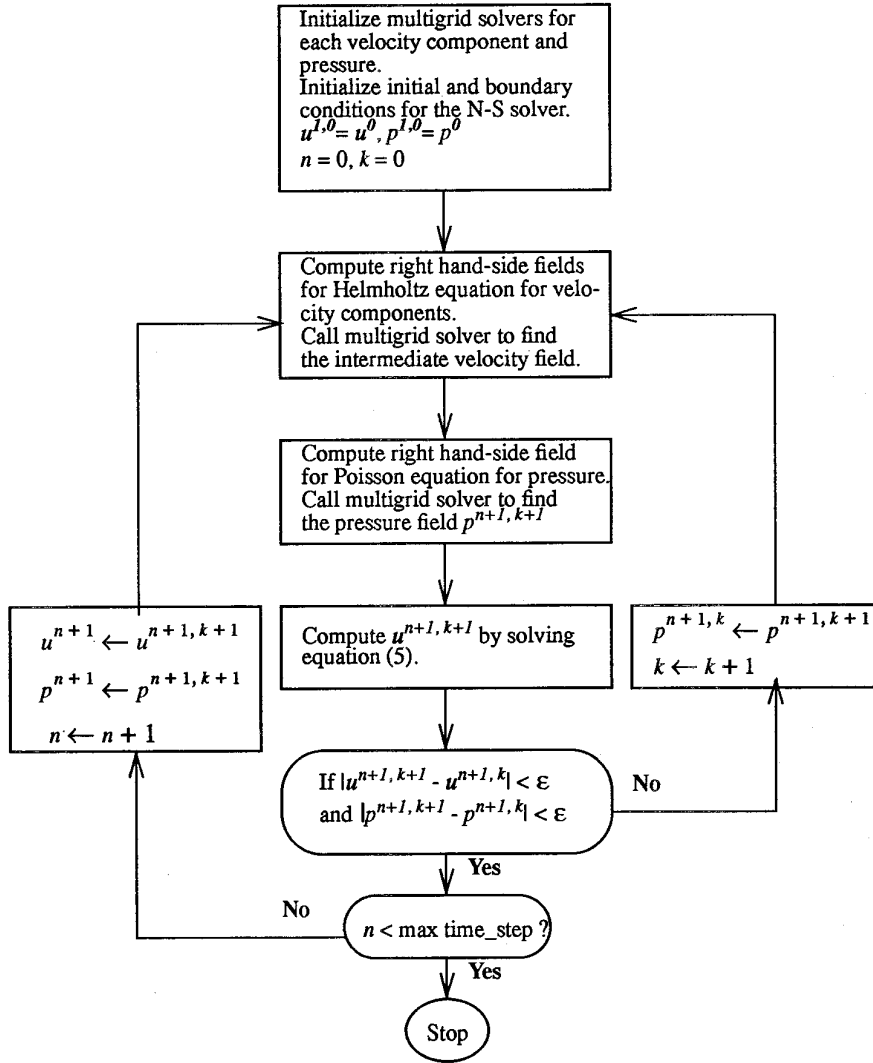 Initialize multigrid solvers for
each velocity component and
pressure.
Initialize initial and boundary
conditions for the N-S solver.
u^{1,0}= u^0, p^{1,0}= p^0
n = 0, k = 0
Compute right hand-side fields
for Helmholtz equation for velo-
city components.
Call multigrid solver to find
the intermediate velocity field.
Compute right hand-side field
for Poisson equation for pressure.
Call multigrid solver to find
the pressure field p^{n+1, k+1}
u^{n+1} ← u^{n+1, k+1}
p^{n+1} ← p^{n+1, k+1}
n ← n + 1
Compute u^{n+1,k+1} by solving
equation (5).
p^{n+1, k} ← p^{n+1, k+1}
k ← k + 1
If |u^{n+1, k+1} - u^{n+1, k}| < ε
and |p^{n+1, k+1} - p^{n+1, k}| < ε
No
Yes
No
n < max time_step ?
Yes
Stop